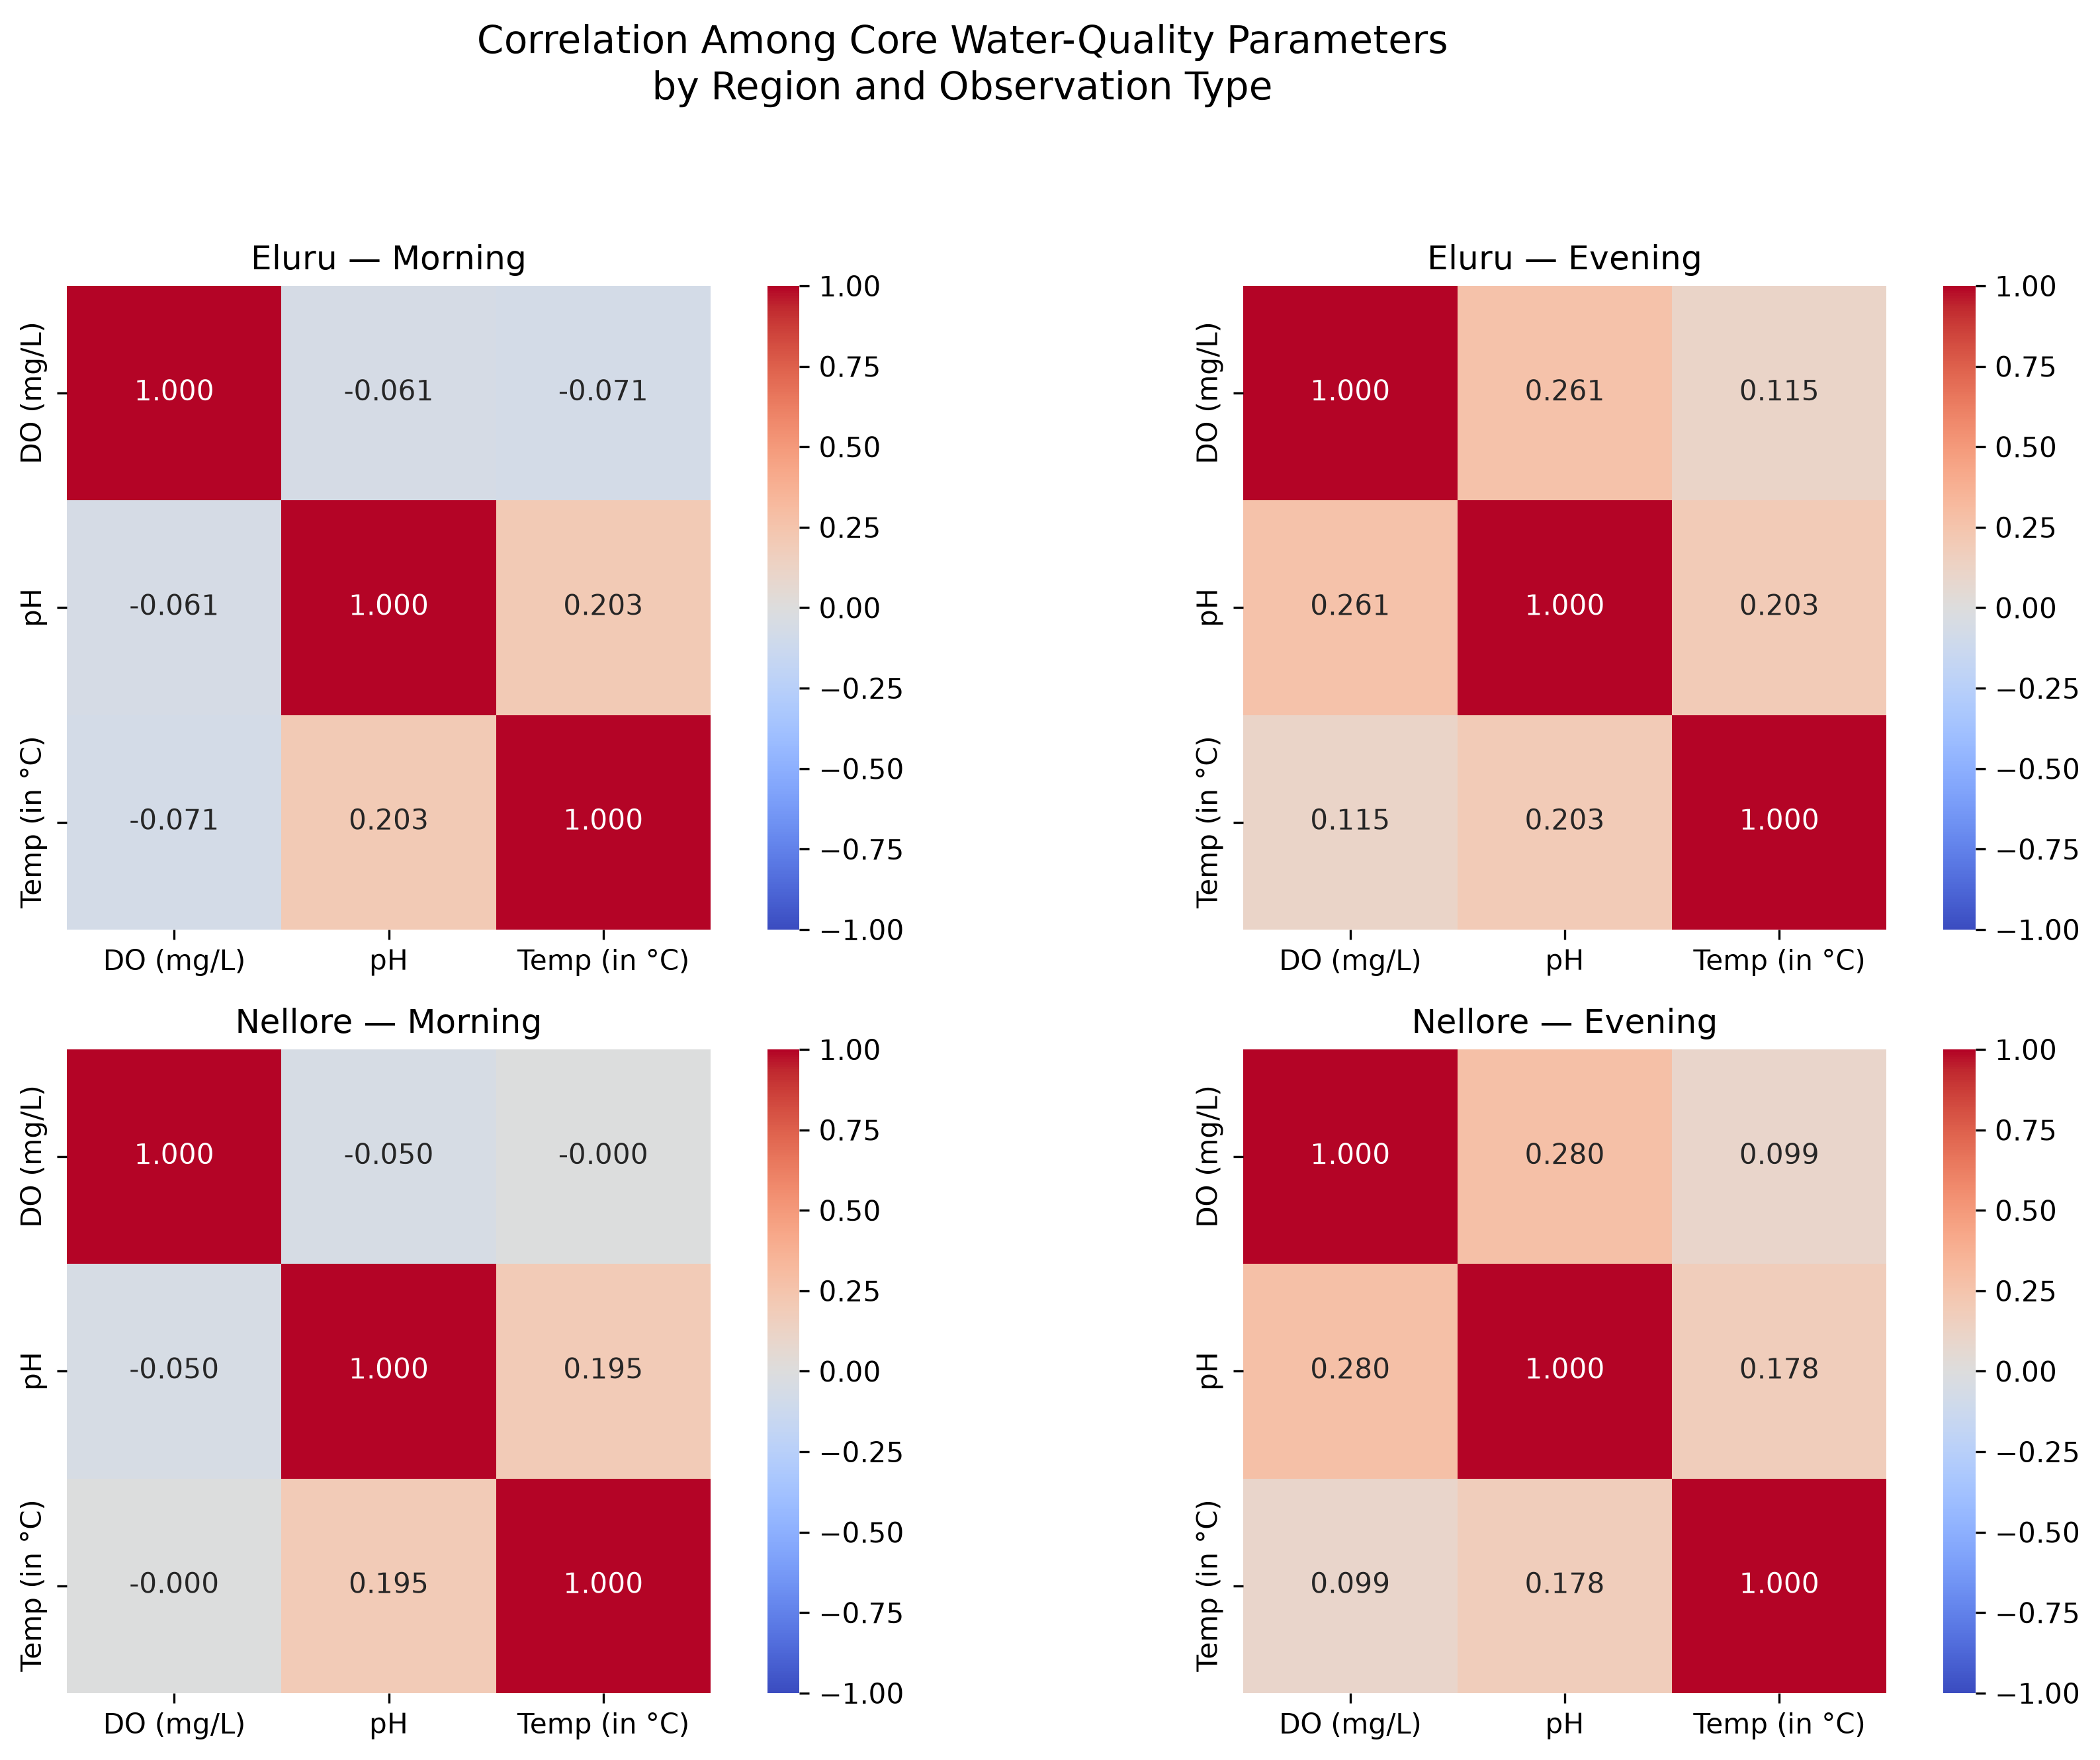 Correlation Among Core Water-Quality Parameters
by Region and Observation Type
Eluru — Morning
DO (mg/L)
pH
Temp (in °C)
1.000 -0.061 -0.071
-0.061 1.000 0.203
-0.071 0.203 1.000
DO (mg/L) pH Temp (in °C)
1.00
0.75
0.50
0.25
0.00
−0.25
−0.50
−0.75
−1.00
Eluru — Evening
DO (mg/L)
pH
Temp (in °C)
1.000 0.261 0.115
0.261 1.000 0.203
0.115 0.203 1.000
DO (mg/L) pH Temp (in °C)
1.00
0.75
0.50
0.25
0.00
−0.25
−0.50
−0.75
−1.00
Nellore — Morning
DO (mg/L)
pH
Temp (in °C)
1.000 -0.050 -0.000
-0.050 1.000 0.195
-0.000 0.195 1.000
DO (mg/L) pH Temp (in °C)
1.00
0.75
0.50
0.25
0.00
−0.25
−0.50
−0.75
−1.00
Nellore — Evening
DO (mg/L)
pH
Temp (in °C)
1.000 0.280 0.099
0.280 1.000 0.178
0.099 0.178 1.000
DO (mg/L) pH Temp (in °C)
1.00
0.75
0.50
0.25
0.00
−0.25
−0.50
−0.75
−1.00